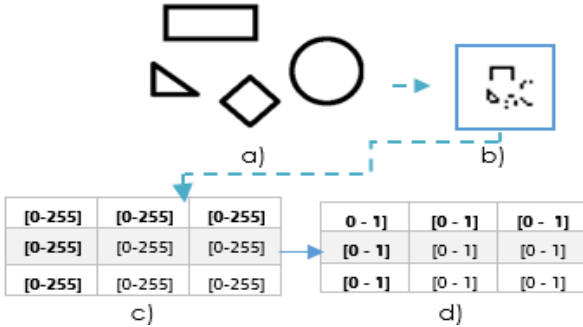 a)
b)
[0-255] [0-255] [0-255]
[0-255] [0-255] [0-255]
[0-255] [0-255] [0-255]
c)
0 - 1] [0 - 1] [0 - 1]
[0 - 1] [0 - 1] [0 - 1]
[0 - 1] [0 - 1] [0 - 1]
d)